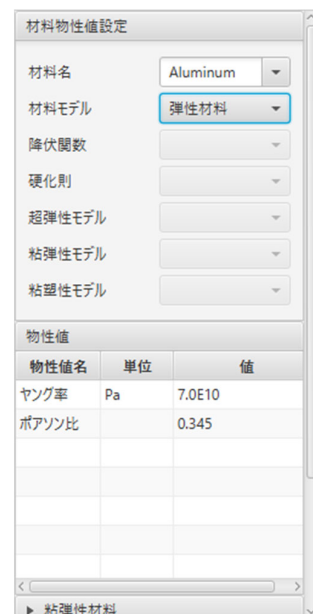 材料物性値設定
材料名 Aluminum
材料モデル 弾性材料
降伏関数
硬化則
超弾性モデル
粘弾性モデル
粘塑性モデル
物性値
物性値名 単位 値
ヤング率 Pa 7.0E10
ポアソン比 0.345
粘弾性材料